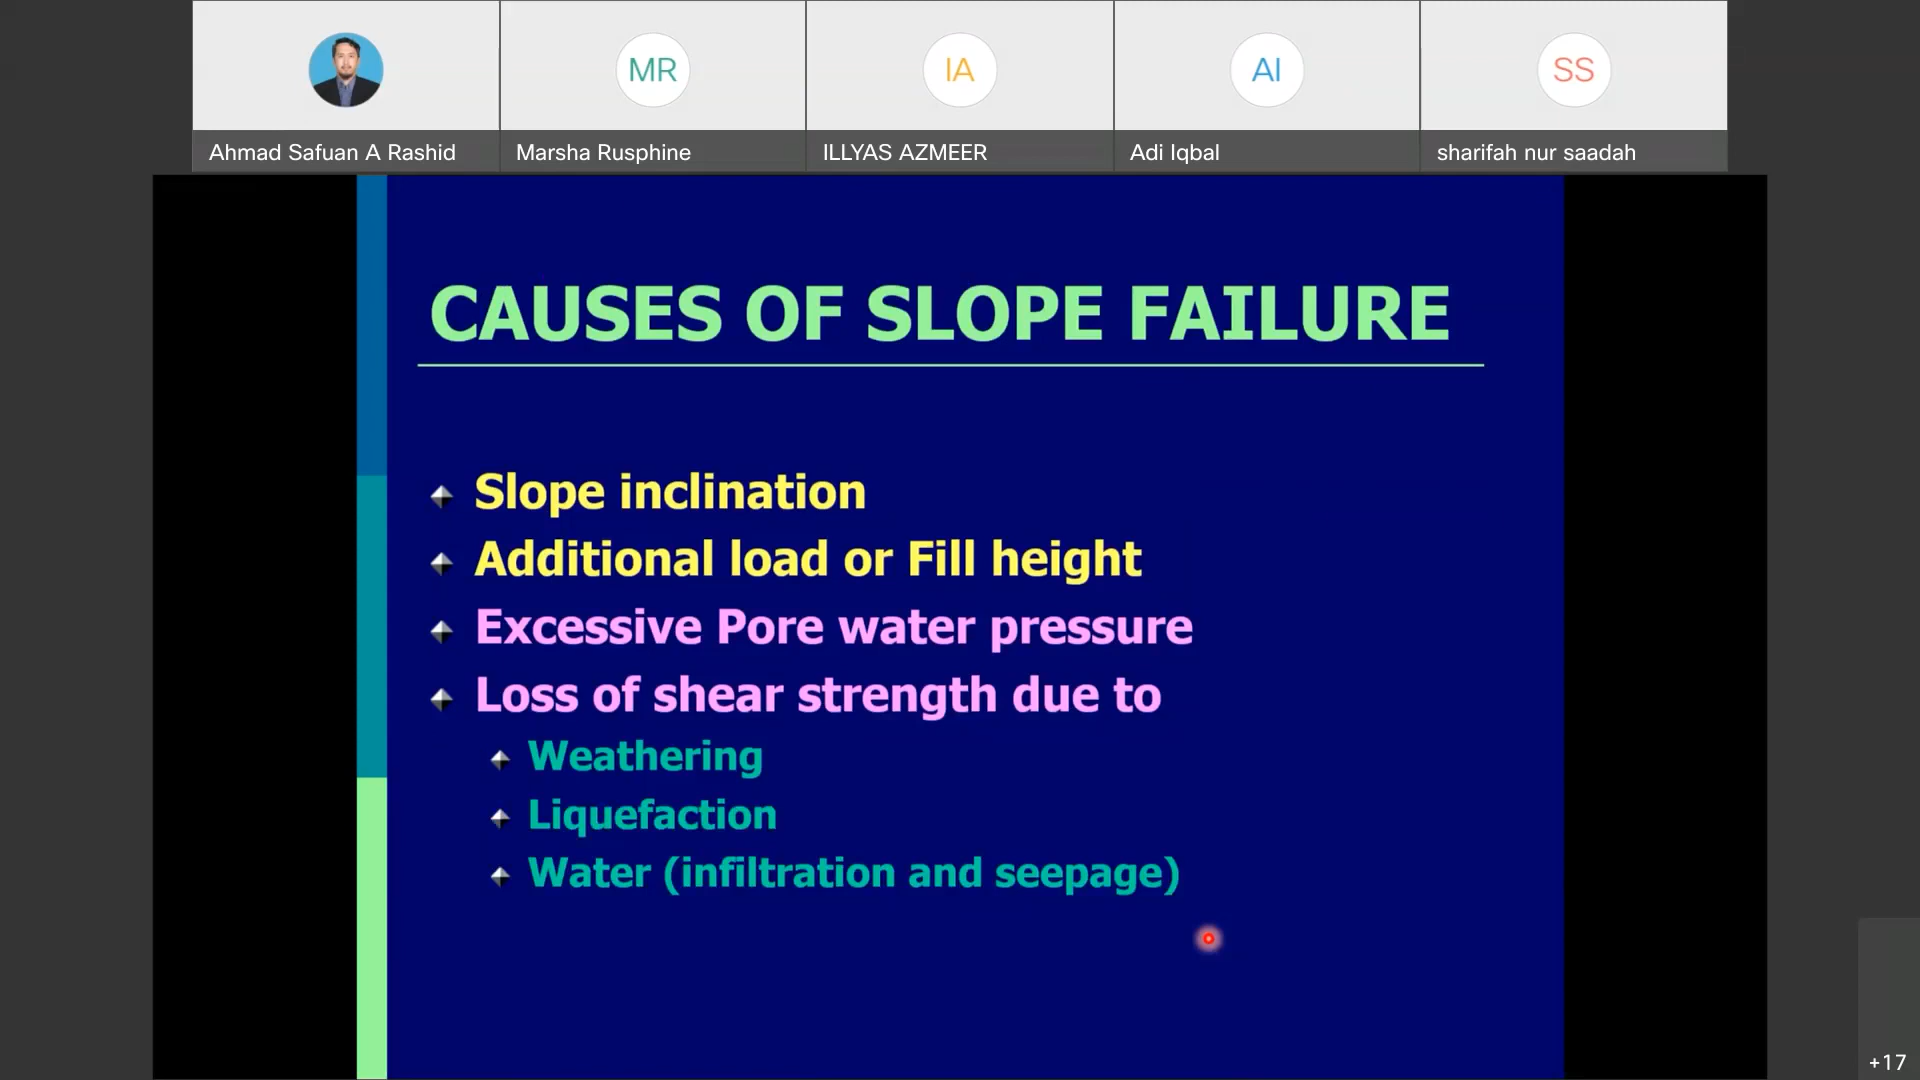 MR
IA
AI
SS
Ahmad Safuan A Rashid
Marsha Rusphine
ILLYAS AZMEER
Adi Iqbal
sharifah nur saadah
CAUSES OF SLOPE FAILURE
Slope inclination
Additional load or Fill height
Excessive Pore water pressure
Loss of shear strength due to
Weathering
Liquefaction
Water (infiltration and seepage)
+17